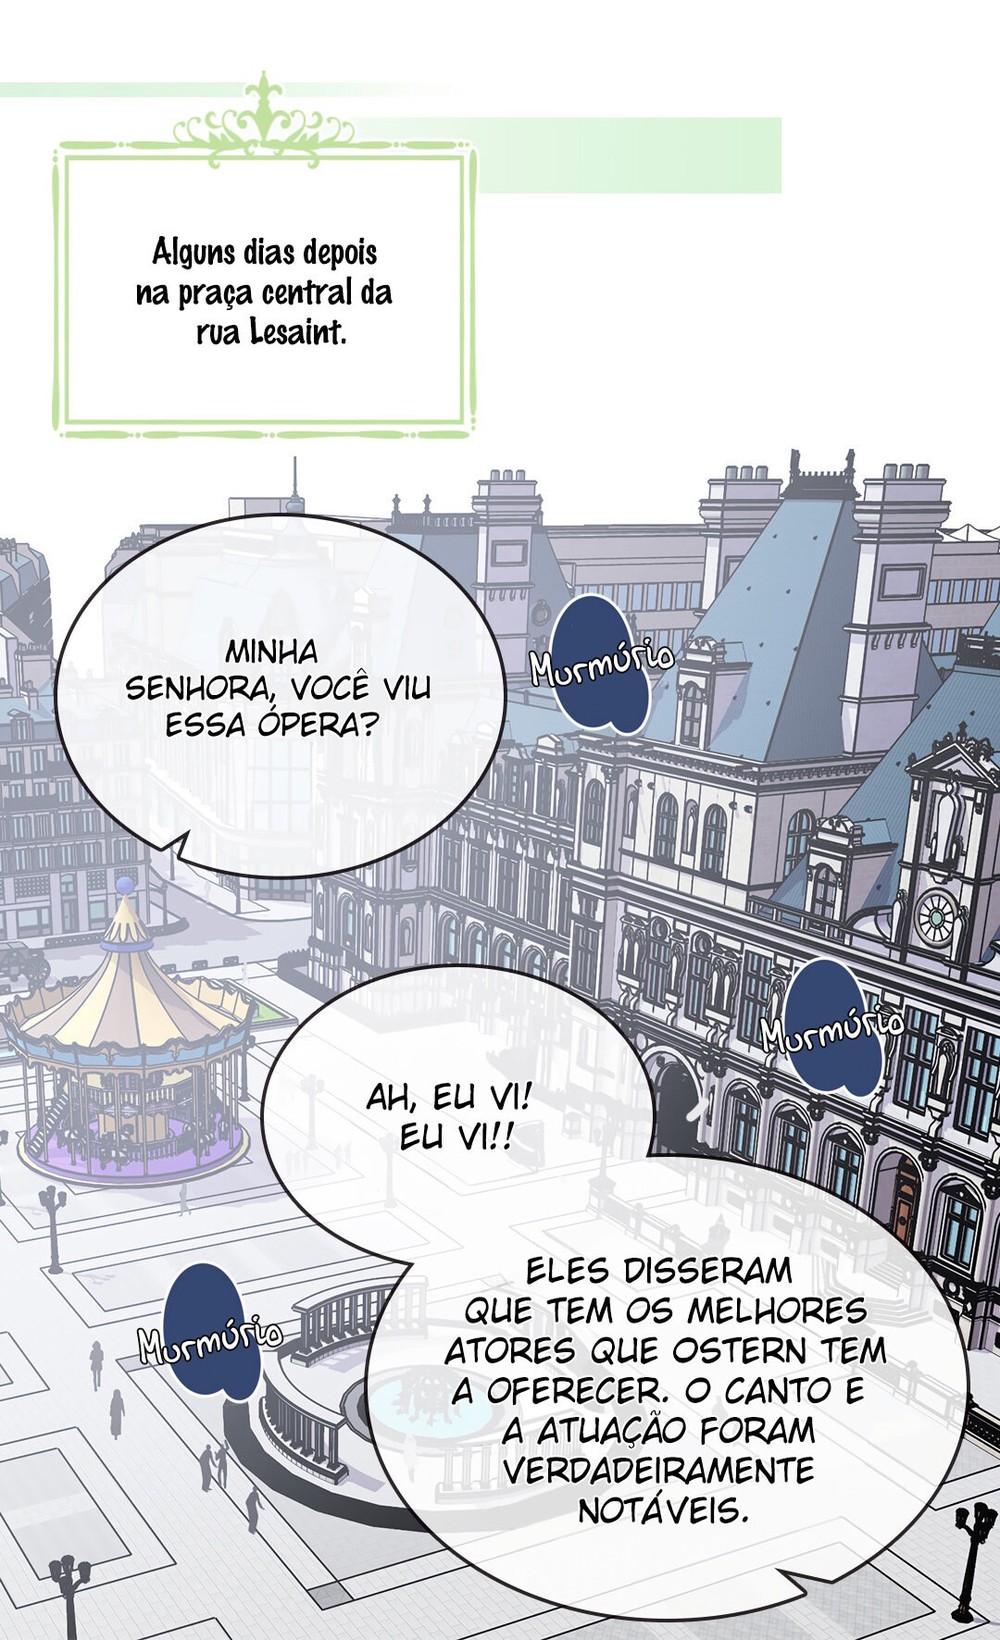 Alguns dias depois
na praça central da
rua Lesaint.
MINHA
SENHORA, VOCÊ VIU
ESSA ÓPERA?
Murmúrio
Murmúrio
AH, EU VI!
EU VI!!
ELES DISSERAM
QUE TEM OS MELHORES
ATORES QUE OSTERN TEM
A OFERECER. O CANTO E
A ATUAÇÃO FORAM
VERDADEIRAMENTE
NOTÁVEIS.
Murmúrio